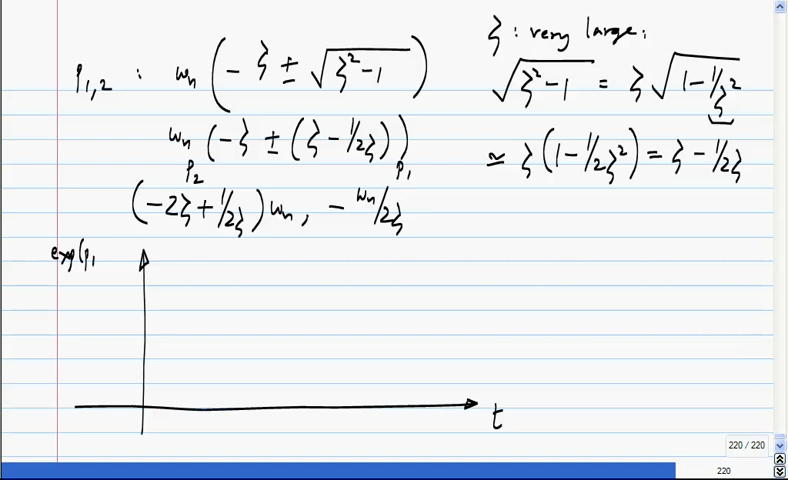 ζ : very large:
p1,2 : ωn (−ζ ± √(ζ²−1))
√(ζ²−1) = ζ √(1−1/ζ²)
ωn (−ζ ± (ζ − 1/2ζ))
≃ ζ (1 − 1/2ζ²) = ζ − 1/2ζ
p2 p1
(−2ζ + 1/2ζ) ωn, − ωn/2ζ
exp(p1
t
220 / 220
220